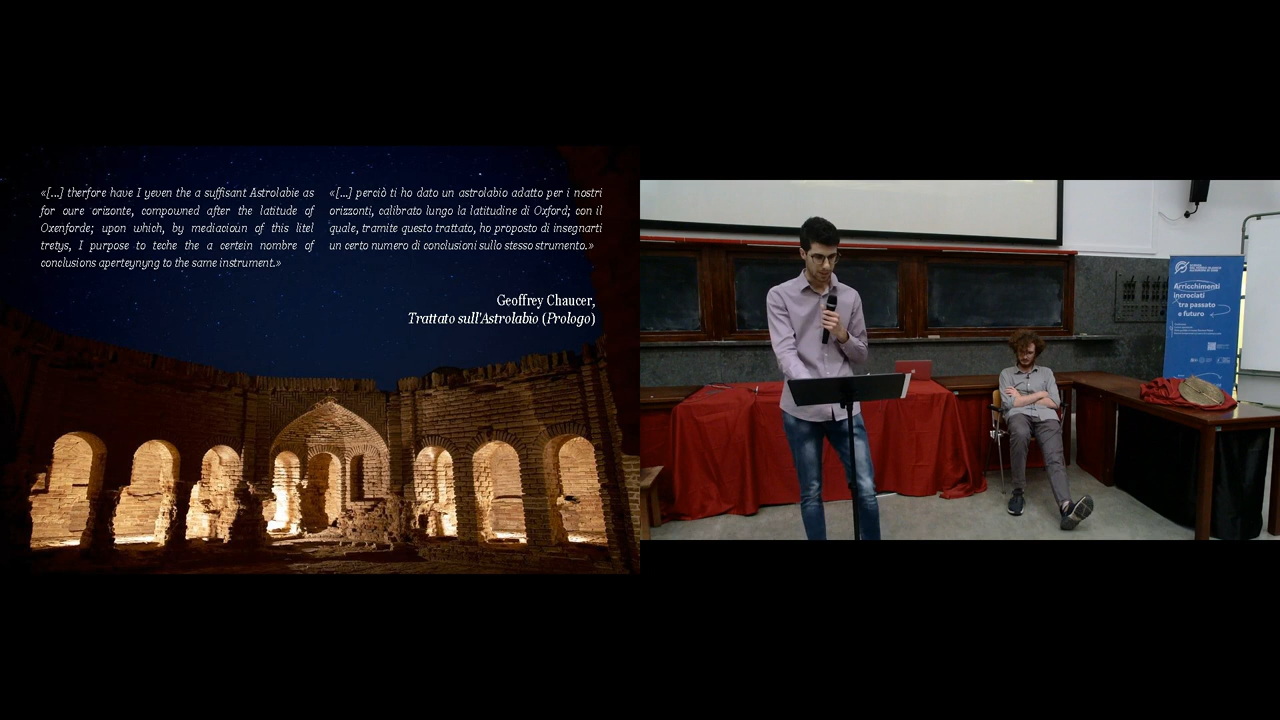 «[...] therfore have I yeven the a suffisant Astrolabie as
for oure orizonte, compowned after the latitude of
Oxenforde; upon which, by mediacioun of this litel
tretys, I purpose to teche the a certein nombre of
conclusions aperteynyng to the same instrument.»
«[...] perciò ti ho dato un astrolabio adatto per i nostri
orizzonti, calibrato lungo la latitudine di Oxford; con il
quale, tramite questo trattato, ho proposto di insegnarti
un certo numero di conclusioni sullo stesso strumento.»
Geoffrey Chaucer,
Trattato sull'Astrolabio (Prologo)
Arricchimenti
incrociati
tra passato
e futuro